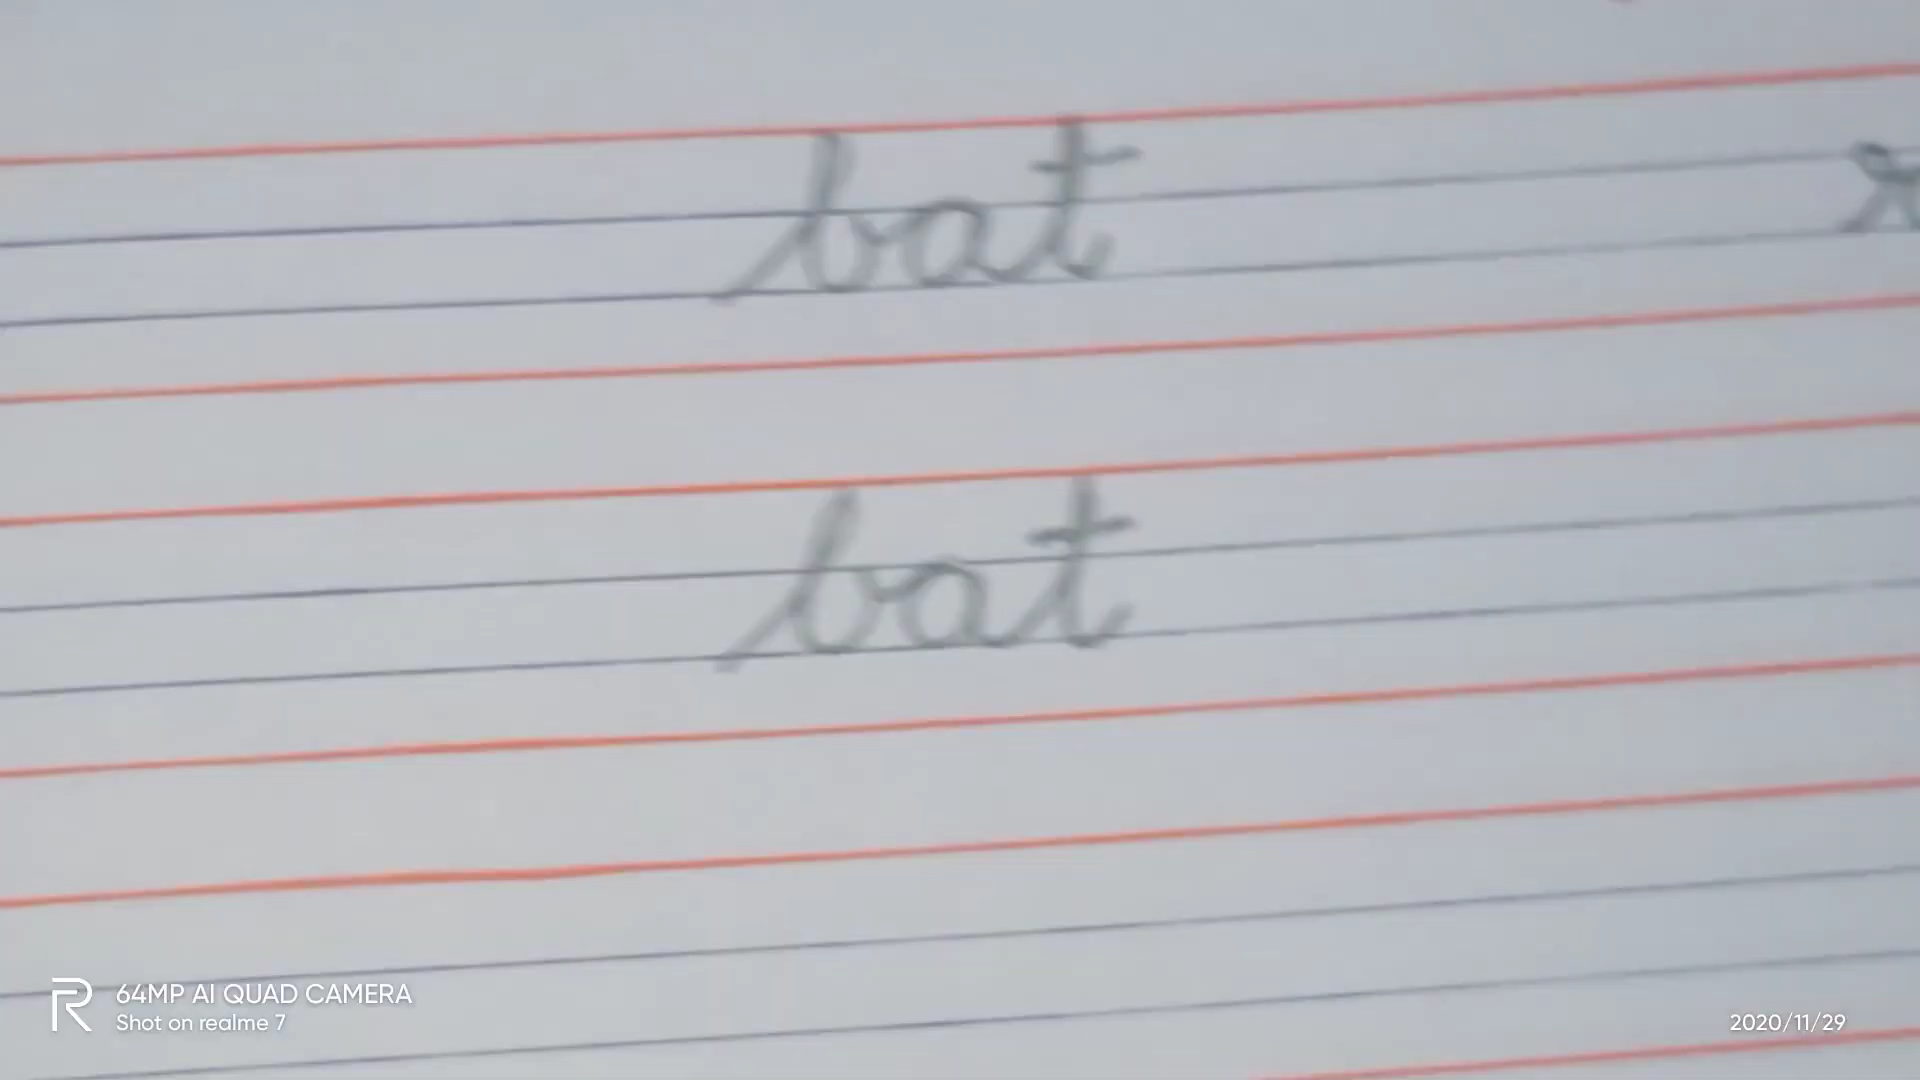 bat
bat
64MP AI QUAD CAMERA
Shot on realme 7
2020/11/29